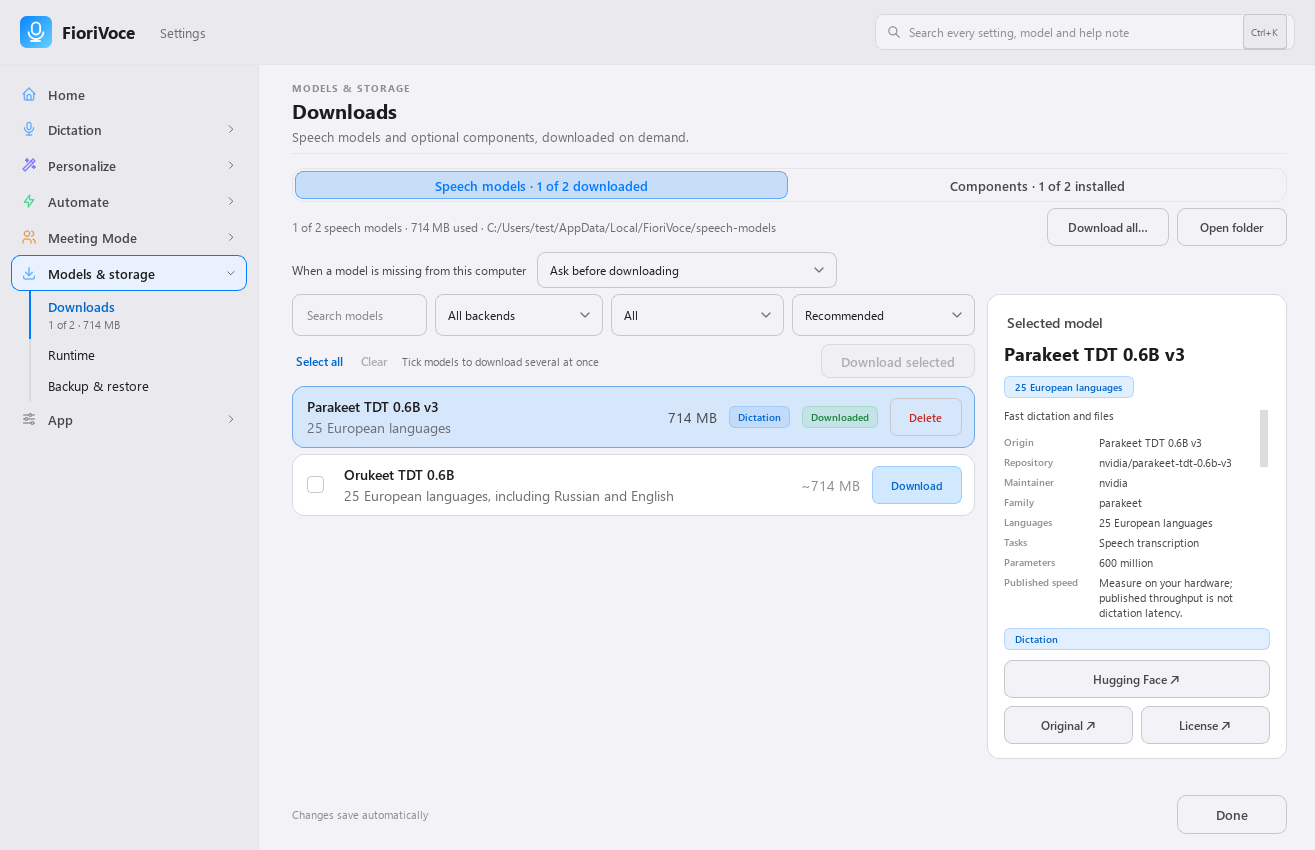 FioriVoce
Settings
Search every setting, model and help note
Ctrl+K
Home
Dictation
Personalize
Automate
Meeting Mode
Models & storage
Downloads
1 of 2 · 714 MB
Runtime
Backup & restore
App
MODELS & STORAGE
Downloads
Speech models and optional components, downloaded on demand.
Speech models · 1 of 2 downloaded
Components · 1 of 2 installed
1 of 2 speech models · 714 MB used · C:/Users/test/AppData/Local/FioriVoce/speech-models
Download all...
Open folder
When a model is missing from this computer
Ask before downloading
Search models
All backends
All
Recommended
Select all
Clear
Tick models to download several at once
Download selected
Parakeet TDT 0.6B v3
25 European languages
714 MB
Dictation
Downloaded
Delete
Orukeet TDT 0.6B
25 European languages, including Russian and English
~714 MB
Download
Selected model
Parakeet TDT 0.6B v3
25 European languages
Fast dictation and files
Origin Parakeet TDT 0.6B v3
Repository nvidia/parakeet-tdt-0.6b-v3
Maintainer nvidia
Family parakeet
Languages 25 European languages
Tasks Speech transcription
Parameters 600 million
Published speed Measure on your hardware;
published throughput is not
dictation latency.
Dictation
Hugging Face ↗
Original ↗
License ↗
Changes save automatically
Done